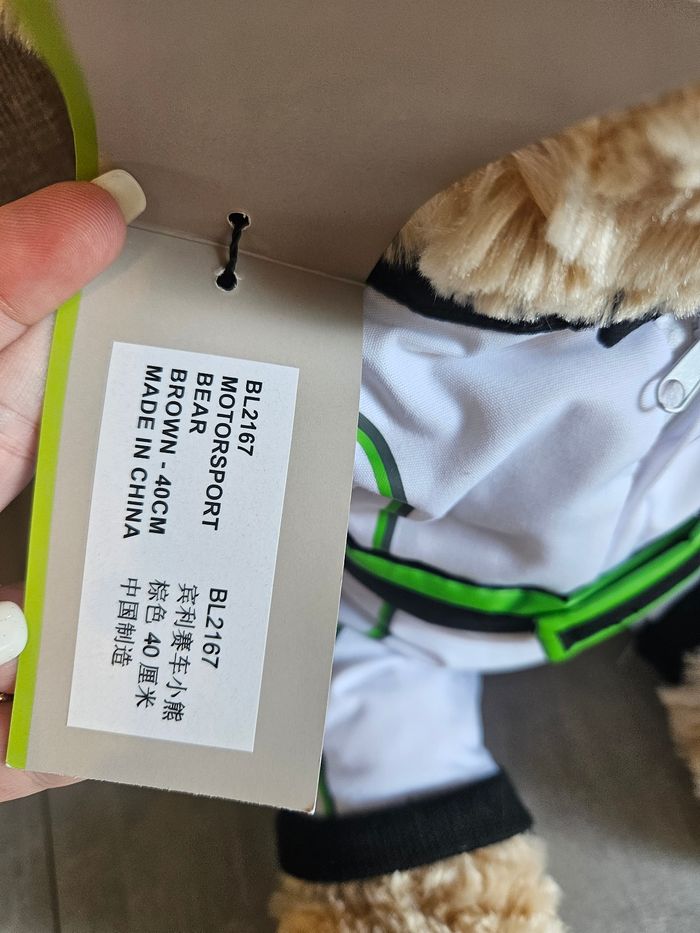 BL2167
MOTORSPORT
BEAR
BROWN - 40CM
MADE IN CHINA
BL2167
宾利赛车小熊
棕色 40 厘米
中国制造